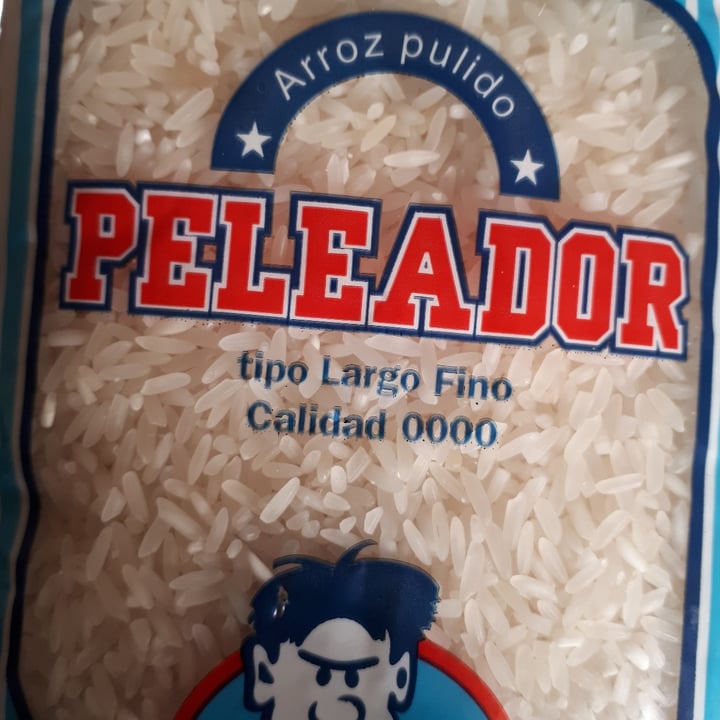 Arroz pulido
PELEADOR
tipo Largo Fino
Calidad 0000